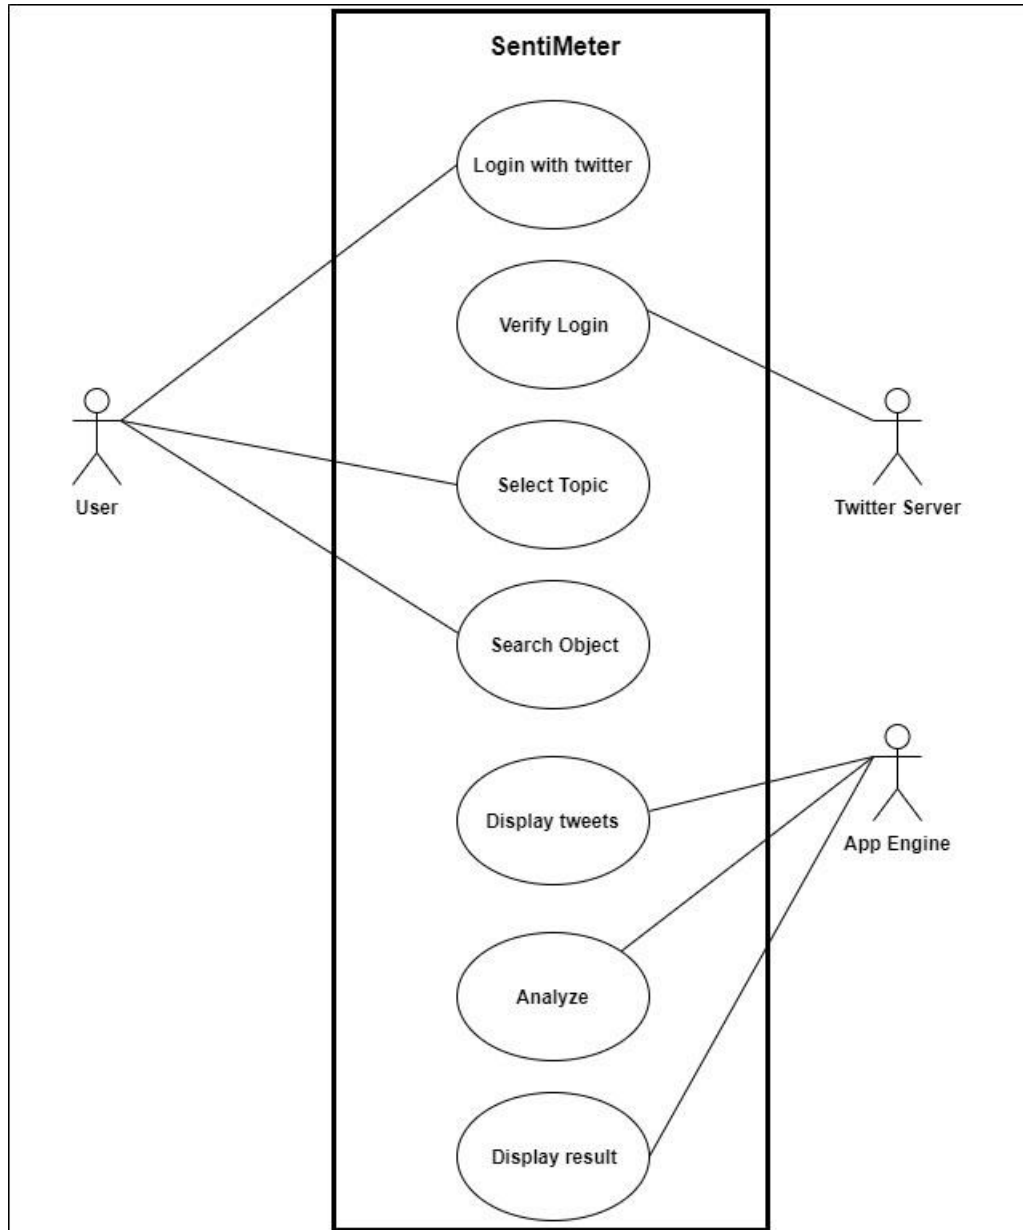 SentiMeter
Login with twitter
Verify Login
Select Topic
User
Twitter Server
Search Object
Display tweets
App Engine
Analyze
Display result